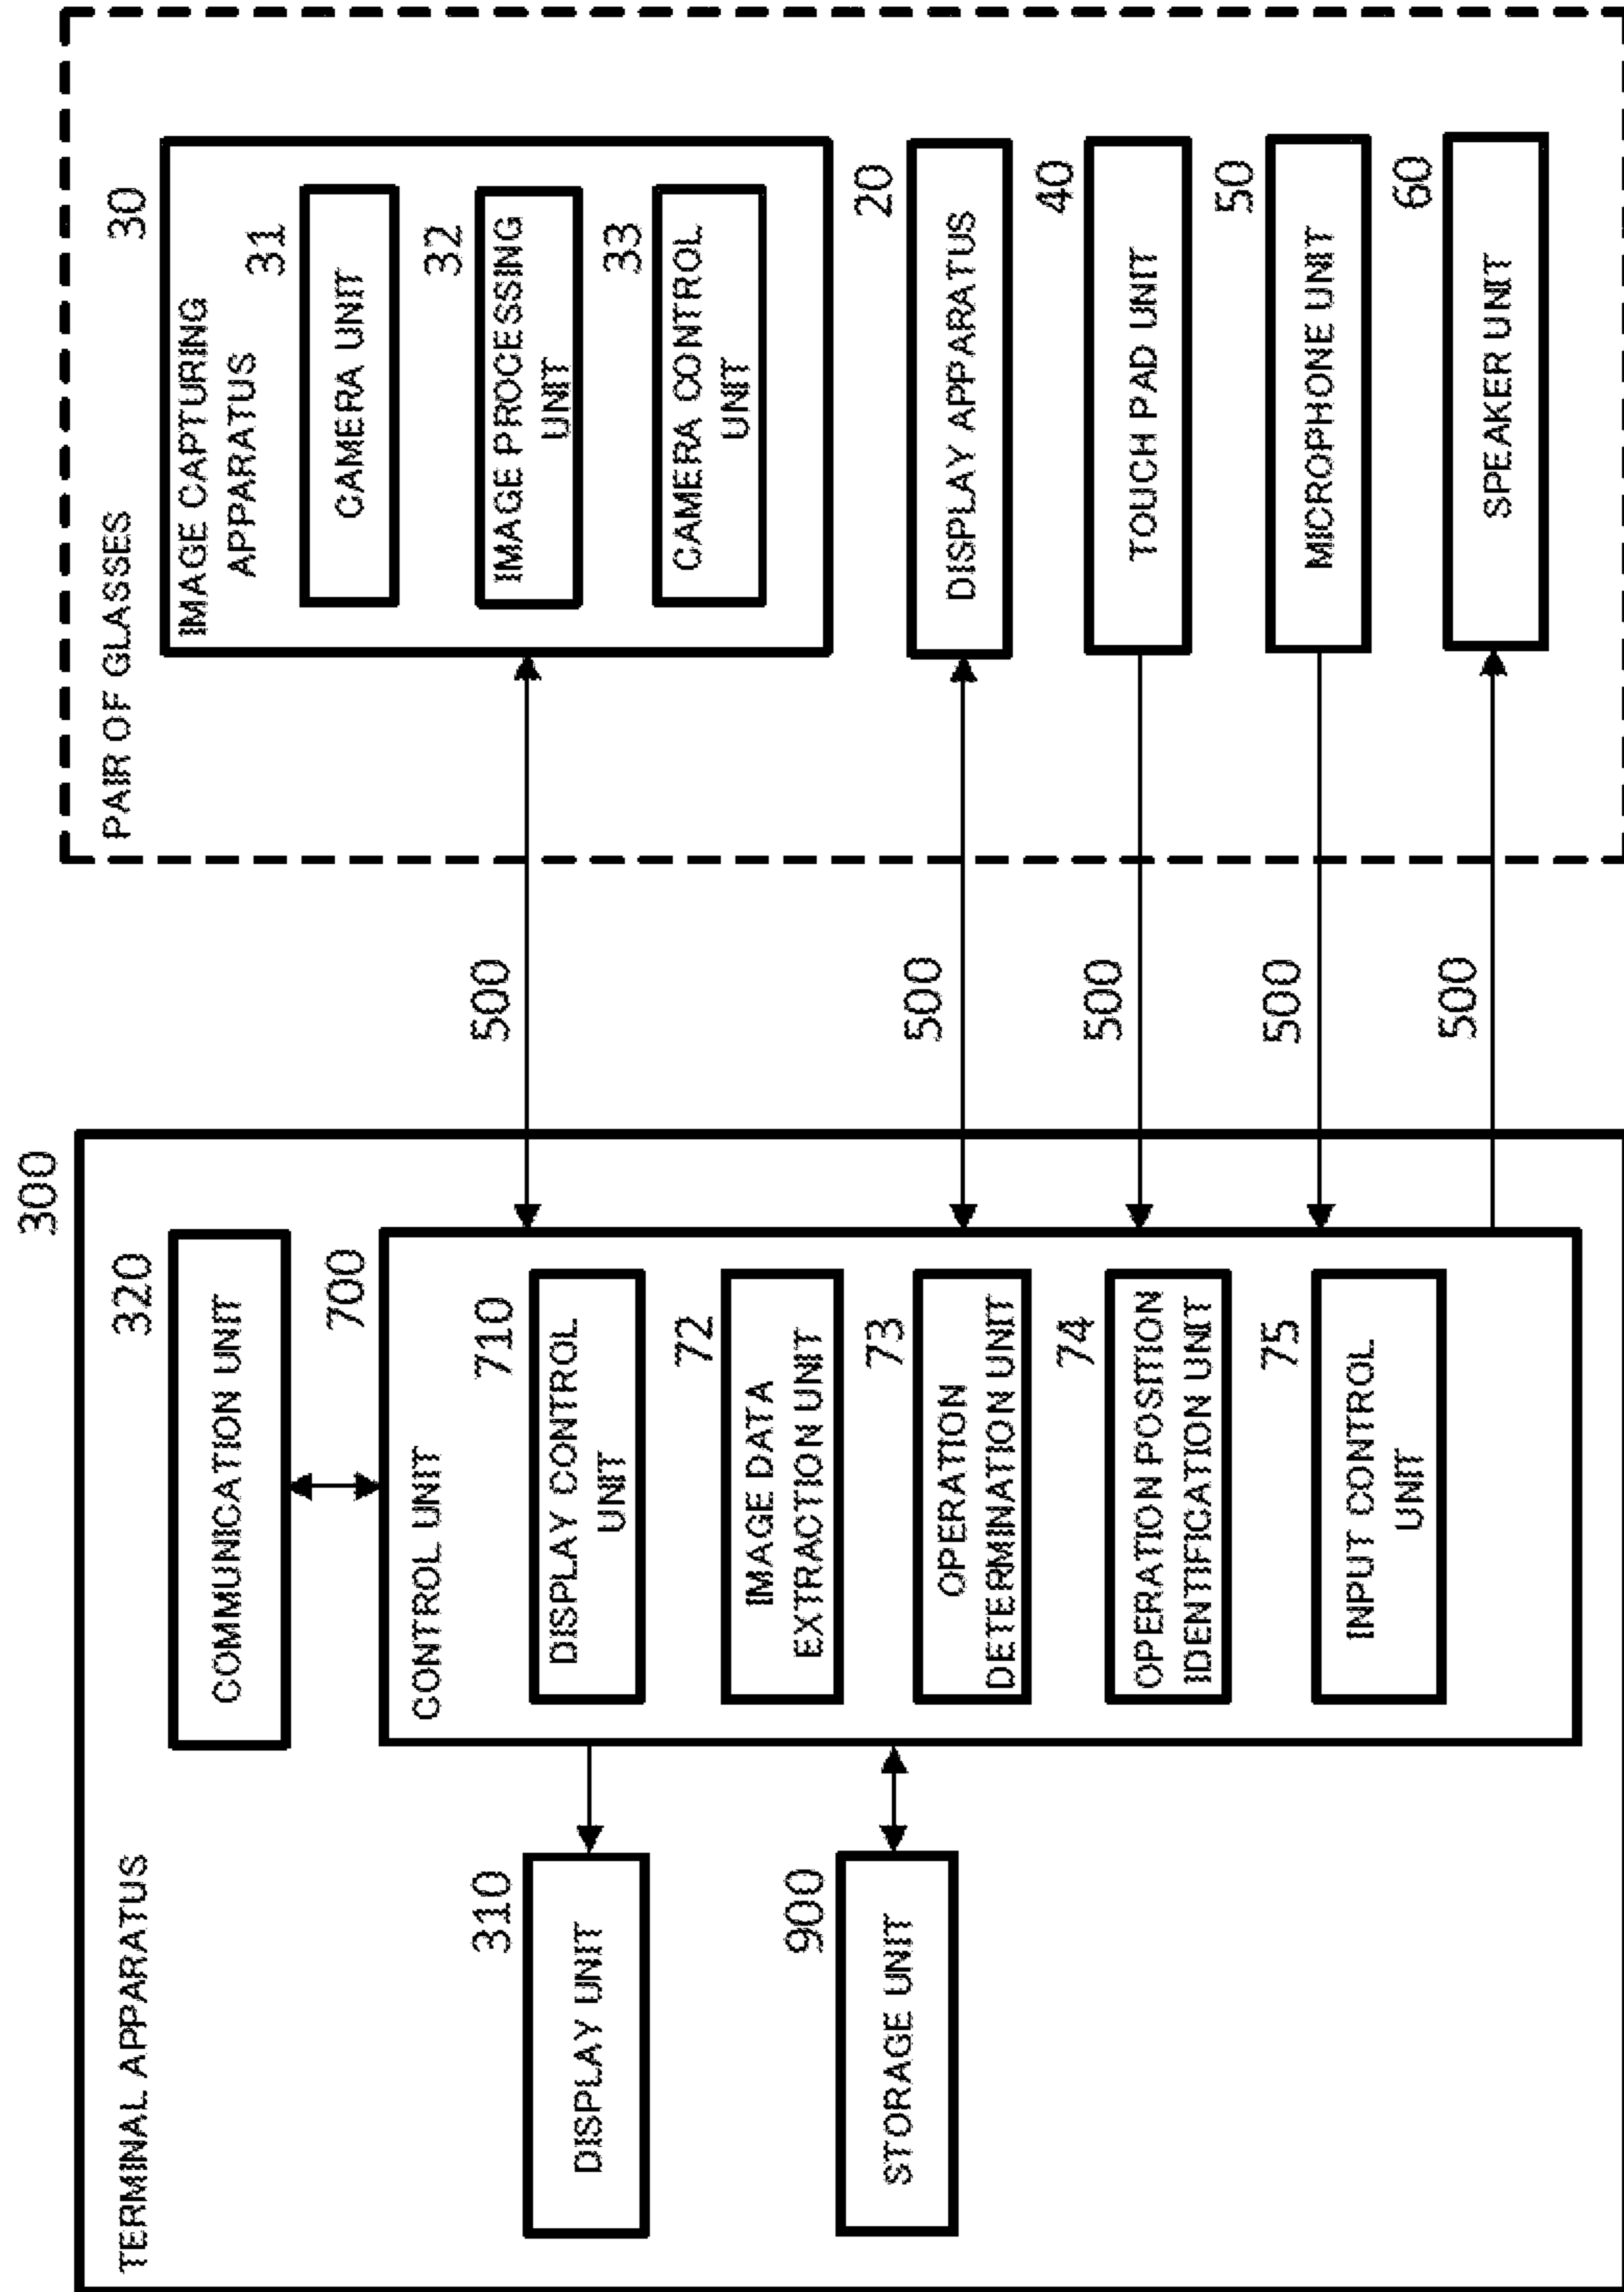 300
TERMINAL APPARATUS
320
COMMUNICATION UNIT
700
CONTROL UNIT
310
DISPLAY UNIT
900
STORAGE UNIT
710
DISPLAY CONTROL
UNIT
72
IMAGE DATA
EXTRACTION UNIT
73
OPERATION
DETERMINATION UNIT
74
OPERATION POSITION
IDENTIFICATION UNIT
75
INPUT CONTROL
UNIT
500
500
500
500
500
PAIR OF GLASSES
30
IMAGE CAPTURING
APPARATUS
31
CAMERA UNIT
32
IMAGE PROCESSING
UNIT
33
CAMERA CONTROL
UNIT
20
DISPLAY APPARATUS
40
TOUCH PAD UNIT
50
MICROPHONE UNIT
60
SPEAKER UNIT